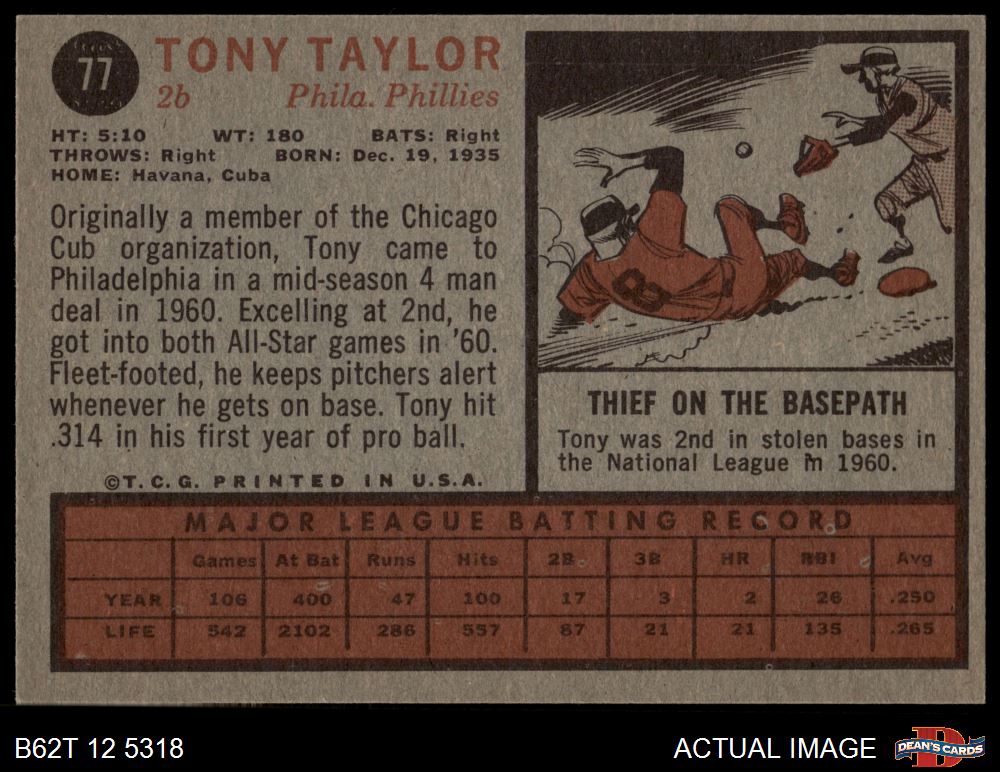 77
TONY TAYLOR
2b Phila. Phillies
HT: 5:10 WT: 180 BATS: Right
THROWS: Right BORN: Dec. 19, 1935
HOME: Havana, Cuba
Originally a member of the Chicago
Cub organization, Tony came to
Philadelphia in a mid-season 4 man
deal in 1960. Excelling at 2nd, he
got into both All-Star games in '60.
Fleet-footed, he keeps pitchers alert
whenever he gets on base. Tony hit
.314 in his first year of pro ball.
©T.C.G. PRINTED IN U.S.A.
8
THIEF ON THE BASEPATH
Tony was 2nd in stolen bases in
the National League in 1960.
MAJOR LEAGUE BATTING RECORD
Games At Bat Runs Hits 2B 3B HR RBI Avg
YEAR 106 400 47 100 17 3 2 26 .250
LIFE 542 2102 286 557 87 21 21 135 .265
B62T 12 5318
ACTUAL IMAGE
D
DEAN'S CARDS